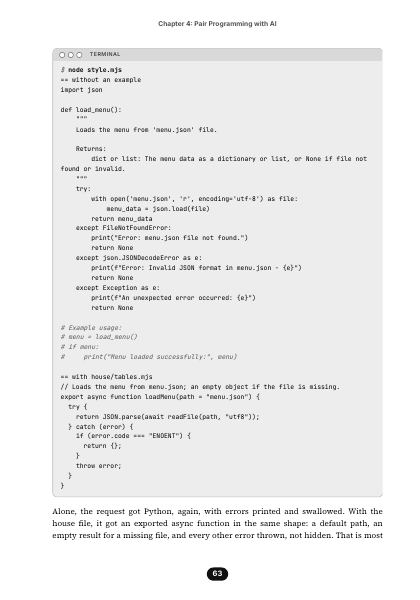 Chapter 4: Pair Programming with AI
TERMINAL
$ node style.mjs
== without an example
import json

def load_menu():
    """
    Loads the menu from 'menu.json' file.

    Returns:
        dict or list: The menu data as a dictionary or list, or None if file not
found or invalid.
    """
    try:
        with open('menu.json', 'r', encoding='utf-8') as file:
            menu_data = json.load(file)
        return menu_data
    except FileNotFoundError:
        print("Error: menu.json file not found.")
        return None
    except json.JSONDecodeError as e:
        print(f"Error: Invalid JSON format in menu.json - {e}")
        return None
    except Exception as e:
        print(f"An unexpected error occurred: {e}")
        return None

# Example usage:
# menu = load_menu()
# if menu:
#     print("Menu loaded successfully:", menu)

== with house/tables.mjs
// Loads the menu from menu.json; an empty object if the file is missing.
export async function loadMenu(path = "menu.json") {
  try {
    return JSON.parse(await readFile(path, "utf8"));
  } catch (error) {
    if (error.code === "ENOENT") {
      return {};
    }
    throw error;
  }
}
Alone, the request got Python, again, with errors printed and swallowed. With the
house file, it got an exported async function in the same shape: a default path, an
empty result for a missing file, and every other error thrown, not hidden. That is most
63